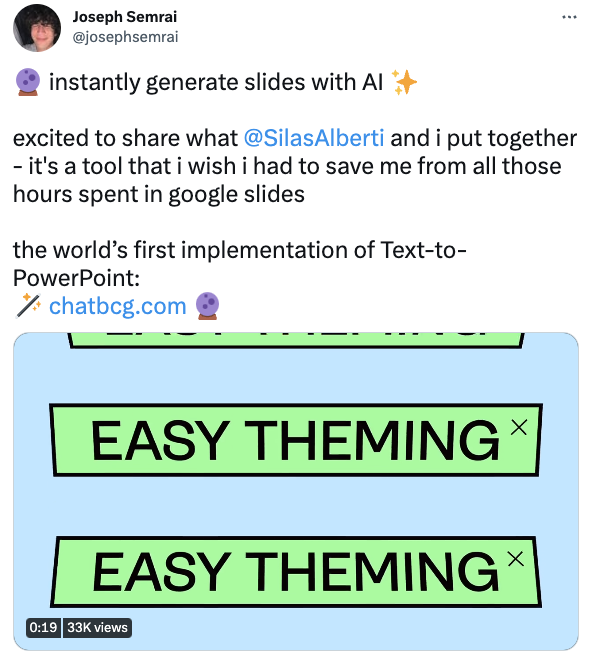 Joseph Semrai
@josephsemrai
🔮 instantly generate slides with AI ✨
excited to share what @SilasAlberti and i put together
- it's a tool that i wish i had to save me from all those
hours spent in google slides
the world’s first implementation of Text-to-
PowerPoint:
🪄 chatbcg.com 🔮
EASY THEMING
EASY THEMING
EASY THEMING
0:19 33K views